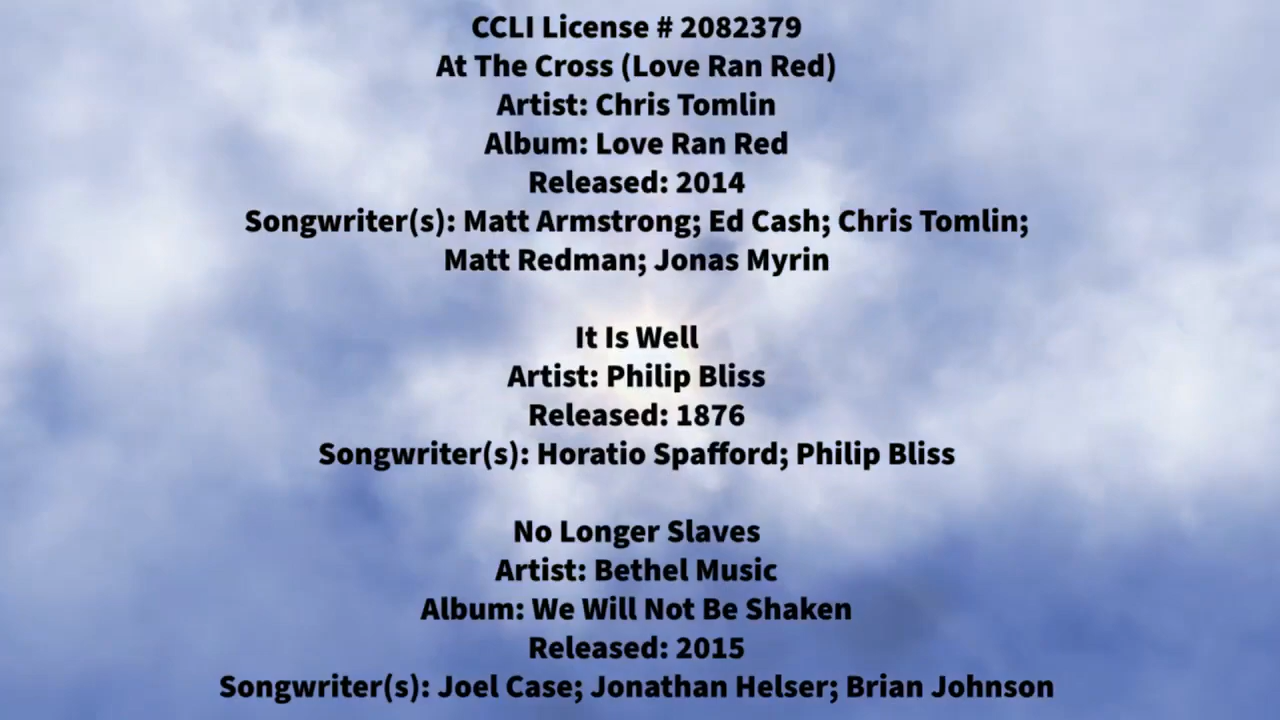 CCLI License # 2082379
At The Cross (Love Ran Red)
Artist: Chris Tomlin
Album: Love Ran Red
Released: 2014
Songwriter(s): Matt Armstrong; Ed Cash; Chris Tomlin;
Matt Redman; Jonas Myrin
It Is Well
Artist: Philip Bliss
Released: 1876
Songwriter(s): Horatio Spafford; Philip Bliss
No Longer Slaves
Artist: Bethel Music
Album: We Will Not Be Shaken
Released: 2015
Songwriter(s): Joel Case; Jonathan Helser; Brian Johnson